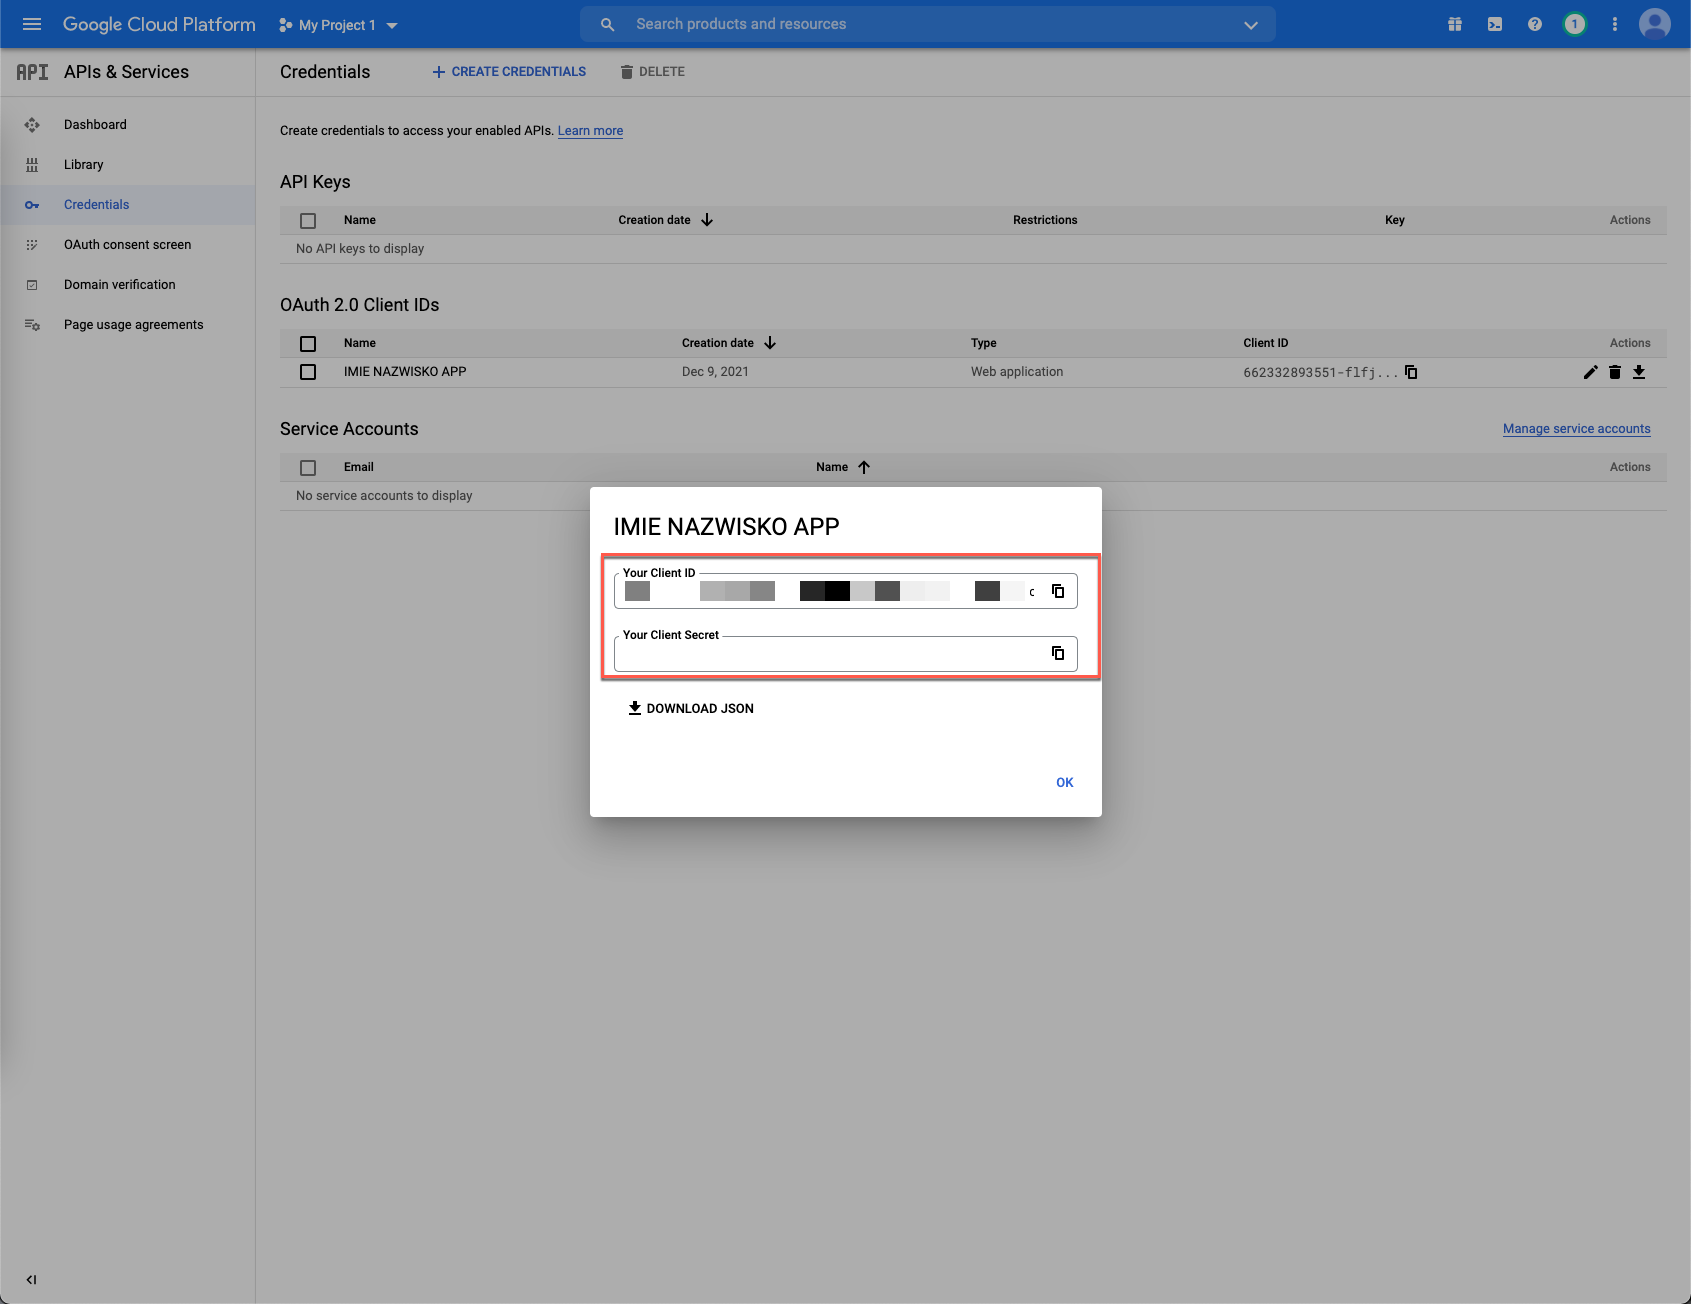 Google Cloud Platform My Project 1 Search products and resources 1
API APIs & Services Credentials CREATE CREDENTIALS DELETE
Dashboard
Library
Credentials
OAuth consent screen
Domain verification
Page usage agreements
Create credentials to access your enabled APIs. Learn more
API Keys
Name Creation date Restrictions Key Actions
No API keys to display
OAuth 2.0 Client IDs
Name Creation date Type Client ID Actions
IMIE NAZWISKO APP Dec 9, 2021 Web application 662332893551-flfj...
Service Accounts Manage service accounts
Email Name Actions
No service accounts to display
IMIE NAZWISKO APP
Your Client ID
Your Client Secret
DOWNLOAD JSON
OK